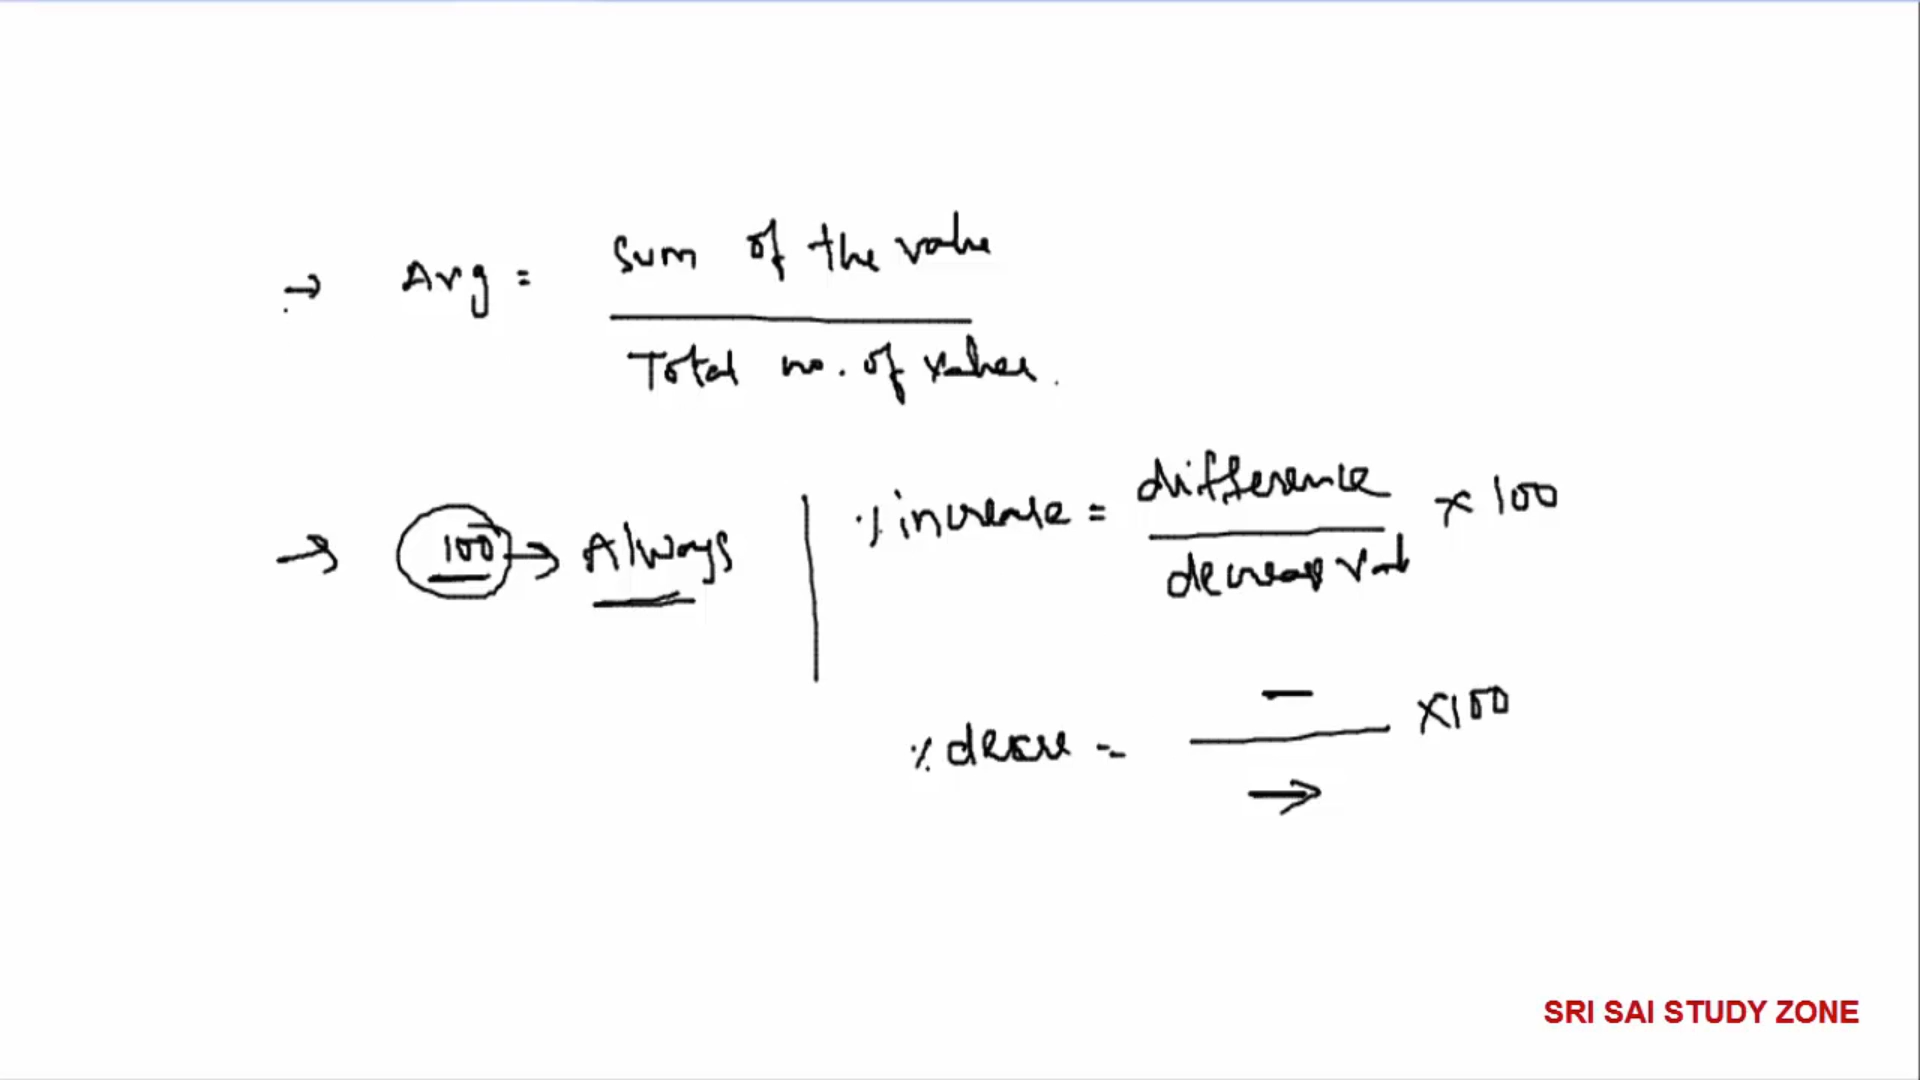 → Avg = Sum of the value
Total no. of values.
→ 100 → Always
% increase = difference × 100
decrease val
% decre = — × 100
→
SRI SAI STUDY ZONE